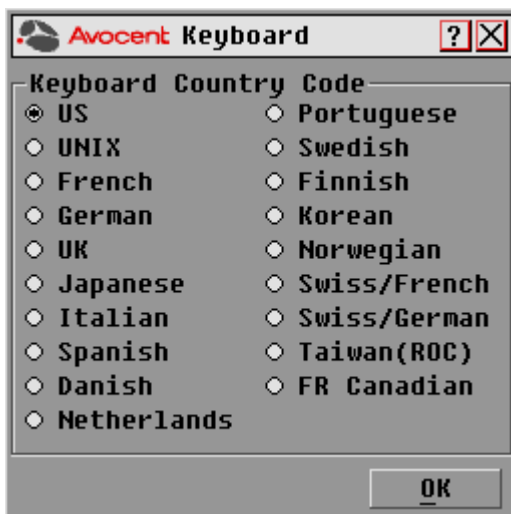 Avocent Keyboard ? X
Keyboard Country Code
US
UNIX
French
German
UK
Japanese
Italian
Spanish
Danish
Netherlands
Portuguese
Swedish
Finnish
Korean
Norwegian
Swiss/French
Swiss/German
Taiwan(ROC)
FR Canadian
OK